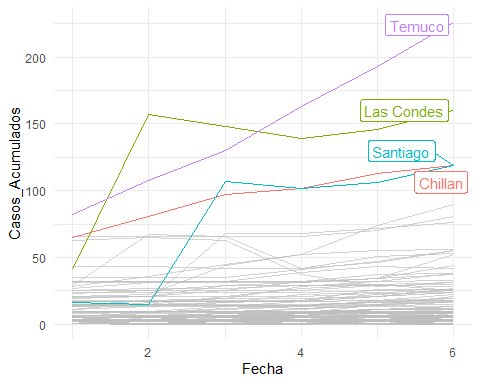 Temuco
Las Condes
Santiago
Chillan
200
150
100
50
0
2
4
6
Casos_Acumulados
Fecha